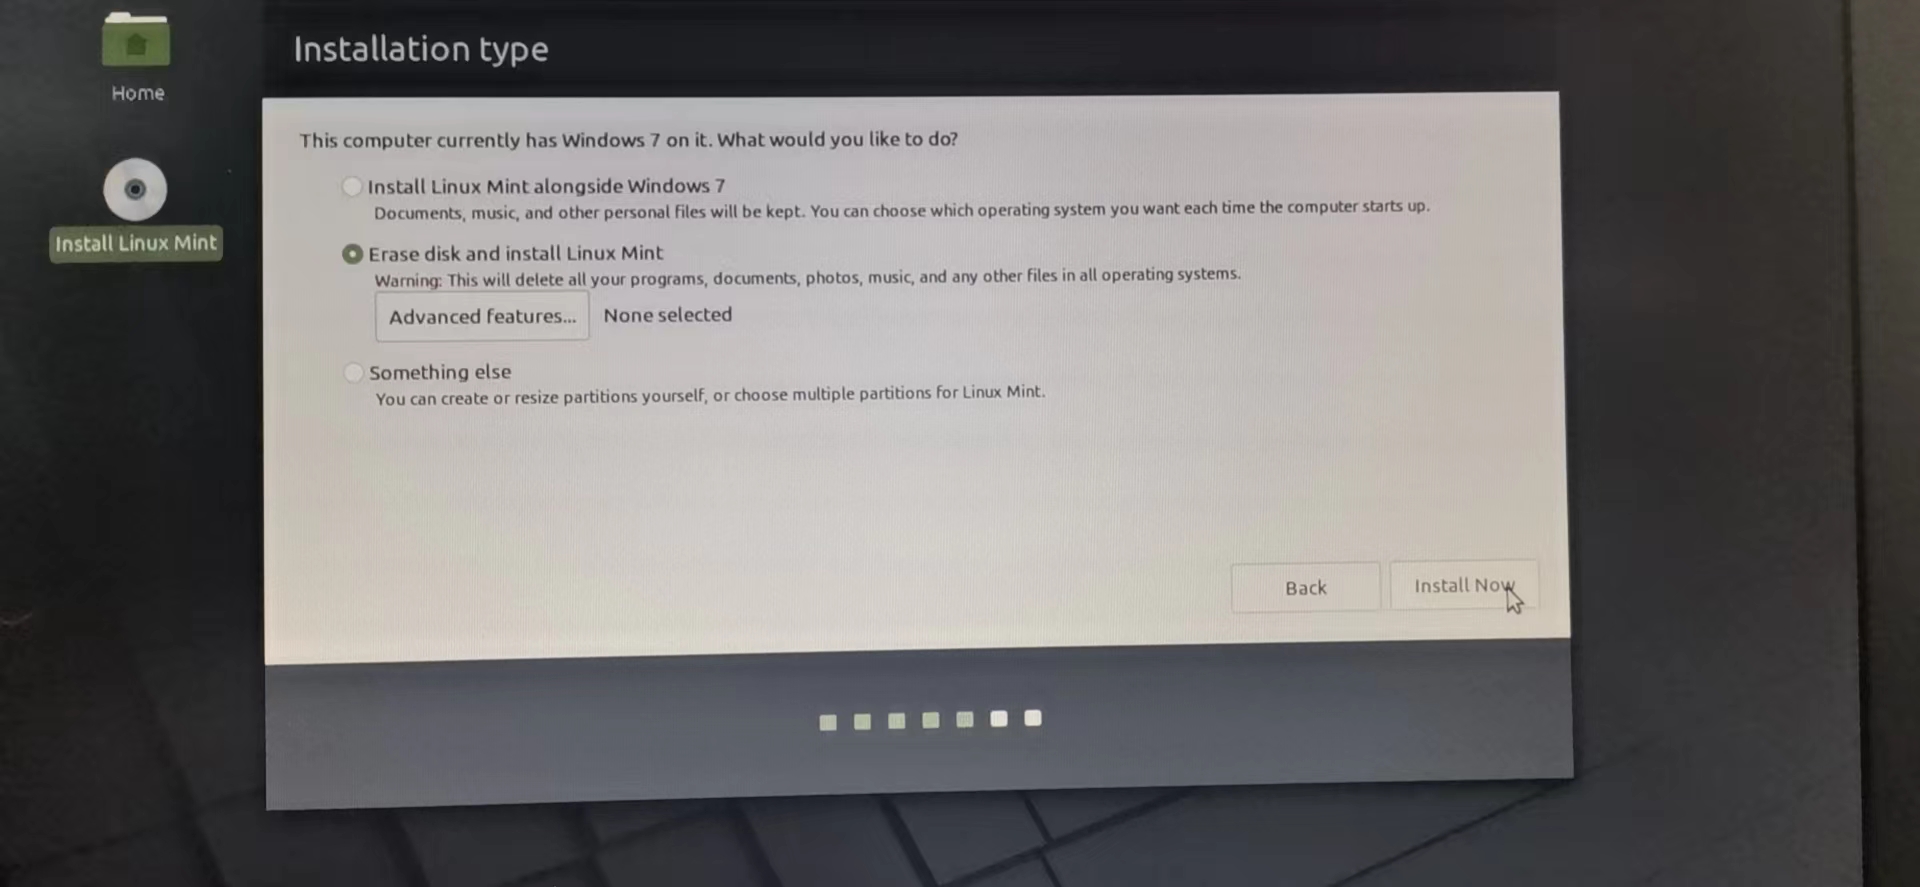 Installation type
Home
Install Linux Mint
This computer currently has Windows 7 on it. What would you like to do?
Install Linux Mint alongside Windows 7
Documents, music, and other personal files will be kept. You can choose which operating system you want each time the computer starts up.
Erase disk and install Linux Mint
Warning: This will delete all your programs, documents, photos, music, and any other files in all operating systems.
Advanced features... None selected
Something else
You can create or resize partitions yourself, or choose multiple partitions for Linux Mint.
Back Install Now